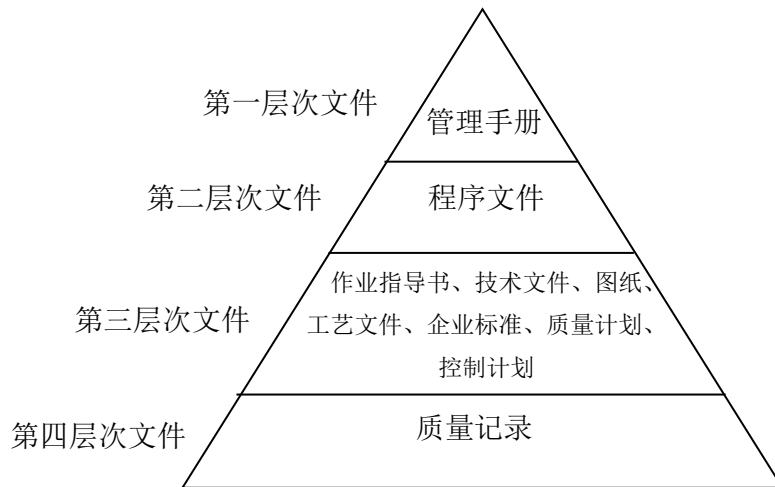 第一层次文件
管理手册
第二层次文件
程序文件
作业指导书、技术文件、图纸、
第三层次文件
工艺文件、企业标准、质量计划、
控制计划
第四层次文件
质量记录